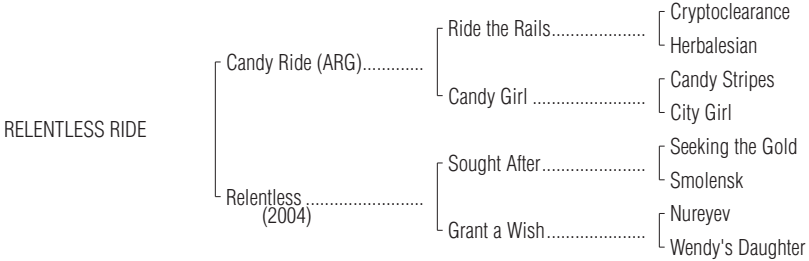 Cryptoclearance
Ride the Rails....................
Herbalesian
Candy Ride (ARG).............
Candy Stripes
Candy Girl ........................
City Girl
RELENTLESS RIDE
Seeking the Gold
Sought After......................
Smolensk
Relentless .........................
(2004)
Nureyev
Grant a Wish.....................
Wendy's Daughter